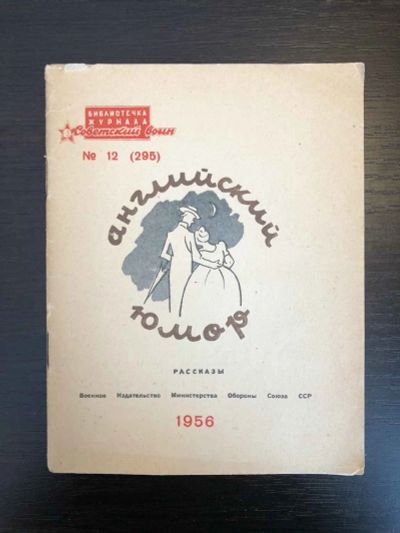 БИБЛИОТЕЧКА
ЖУРНАЛА
Советский воин
№ 12 (295)
английский
юмор
РАССКАЗЫ
Военное Издательство Министерства Обороны Союза ССР
1956